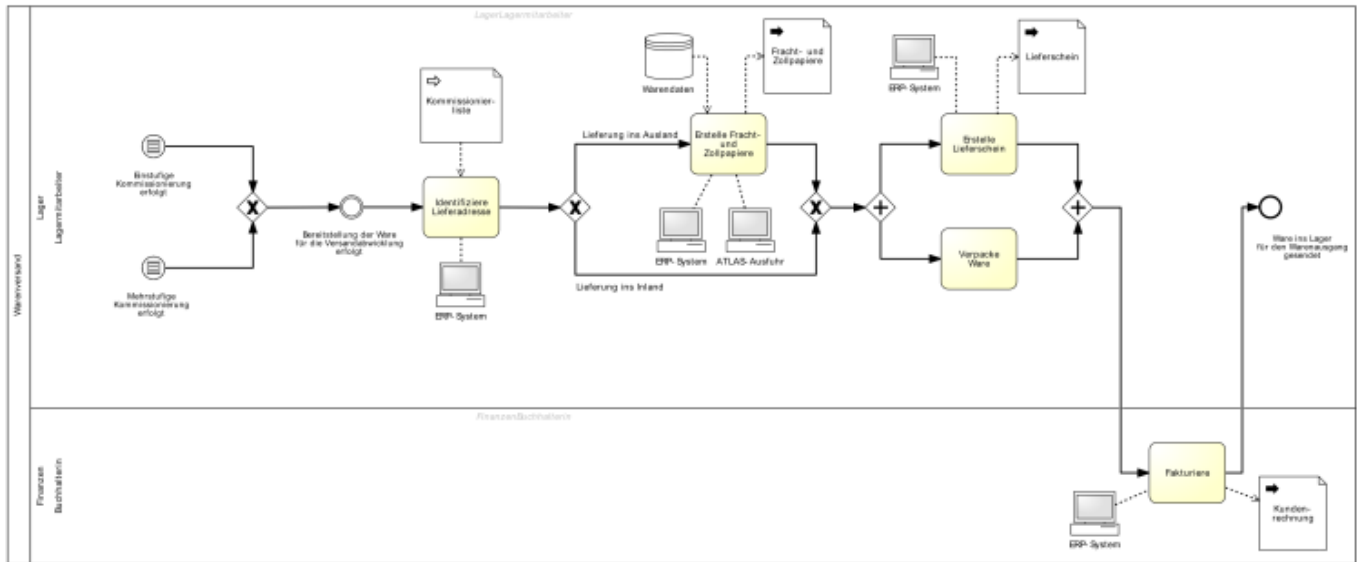 Warenversand
Lager
Lagermitarbeiter
LagerLagermitarbeiter
Einstufige
Kommissionierung
erfolgt
Mehrstufige
Kommissionierung
erfolgt
Bereitstellung der Ware
für die Versandabwicklung
erfolgt
Kommissionier-
liste
Identifiziere
Lieferadresse
ERP-System
Lieferung ins Ausland
Lieferung ins Inland
Warendaten
Fracht- und
Zollpapiere
Erstelle Fracht-
und
Zollpapiere
ERP-System
ATLAS-Ausfuhr
ERP-System
Lieferschein
Erstelle
Lieferschein
Verpacke
Ware
Ware ins Lager
für den Warenausgang
gesendet
Finanzen
Buchhalterin
FinanzenBuchhalterin
Fakturiere
ERP-System
Kunden-
rechnung